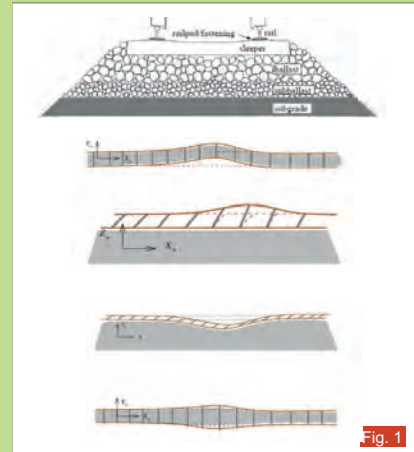 railpad/fastening
rail
sleeper
ballast
subballast
subgrade
Fig. 1